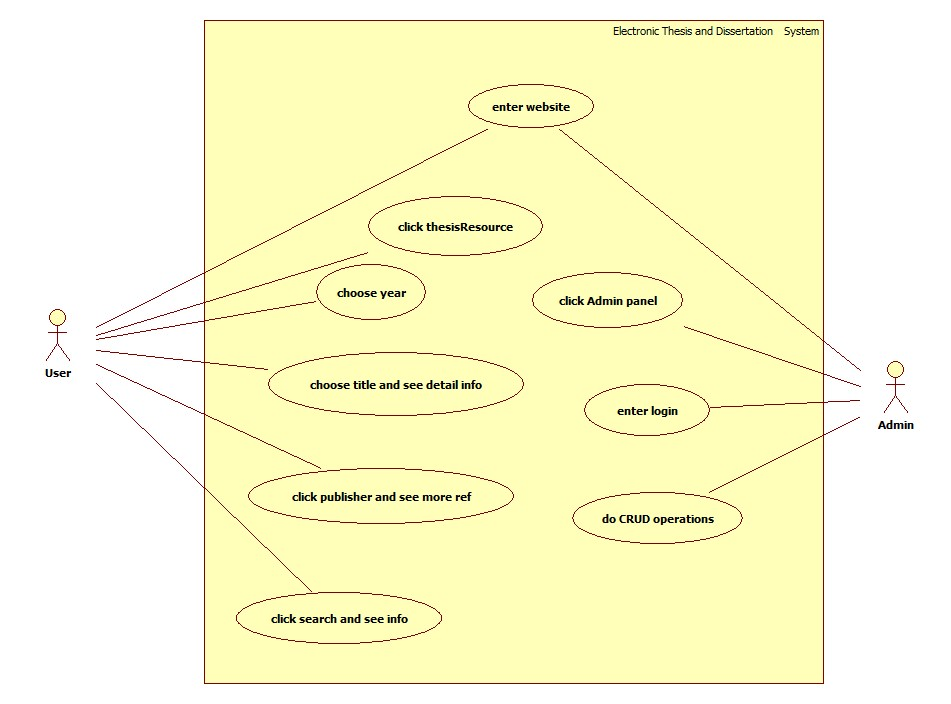 Electronic Thesis and Dissertation System
enter website
click thesisResource
choose year
click Admin panel
User
choose title and see detail info
enter login
Admin
click publisher and see more ref
do CRUD operations
click search and see info